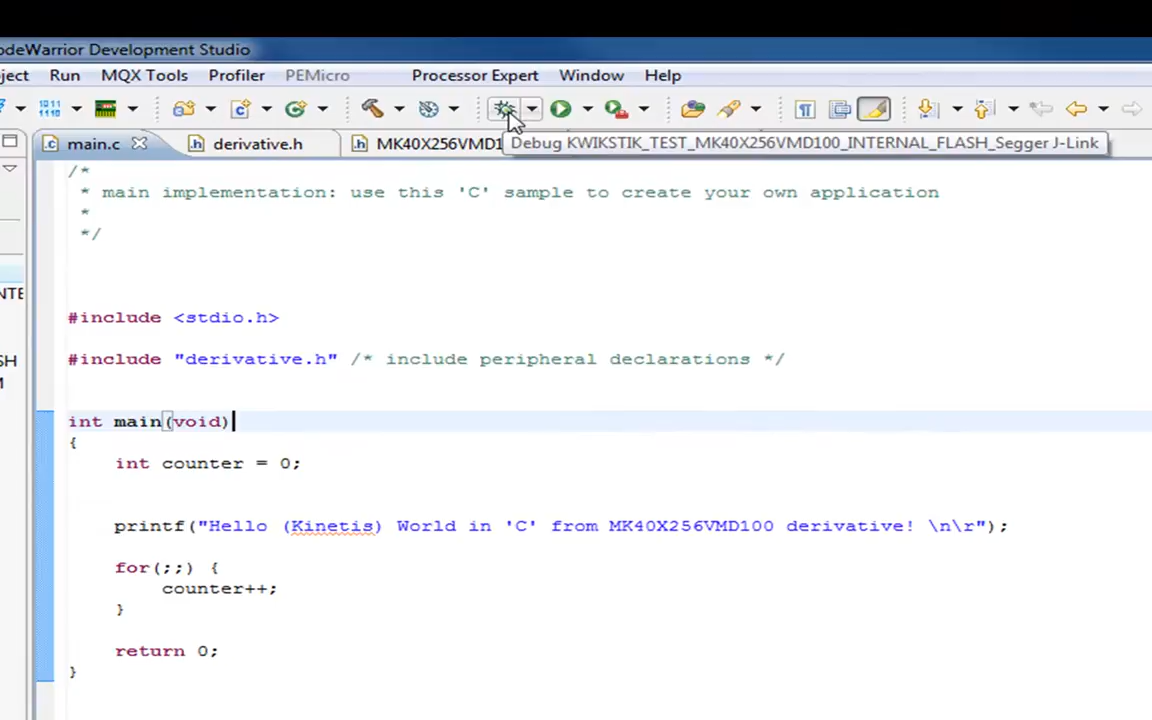 odeWarrior Development Studio
ject Run MQX Tools Profiler PEMicro Processor Expert Window Help
main.c derivative.h MK40X256VMD1 Debug KWIKSTIK_TEST_MK40X256VMD100_INTERNAL_FLASH_Segger J-Link
/*
* main implementation: use this 'C' sample to create your own application
*
*/
NTE
#include <stdio.h>
SH
#include "derivative.h" /* include peripheral declarations */
M
int main(void)
{
int counter = 0;
printf("Hello (Kinetis) World in 'C' from MK40X256VMD100 derivative! \n\r");
for(;;) {
counter++;
}
return 0;
}